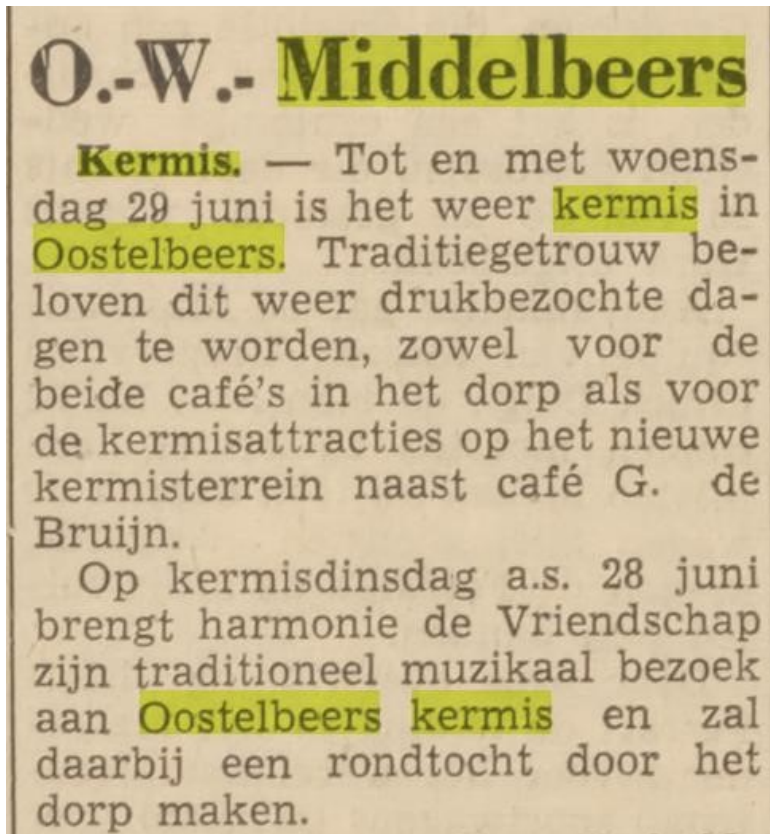 O.-W.- Middelbeers
Kermis. — Tot en met woens-
dag 29 juni is het weer kermis in
Oostelbeers. Traditiegetrouw be-
loven dit weer drukbezochte da-
gen te worden, zowel voor de
beide café's in het dorp als voor
de kermisattracties op het nieuwe
kermisterrein naast café G. de
Bruijn.
Op kermisdinsdag a.s. 28 juni
brengt harmonie de Vriendschap
zijn traditioneel muzikaal bezoek
aan Oostelbeers kermis en zal
daarbij een rondtocht door het
dorp maken.